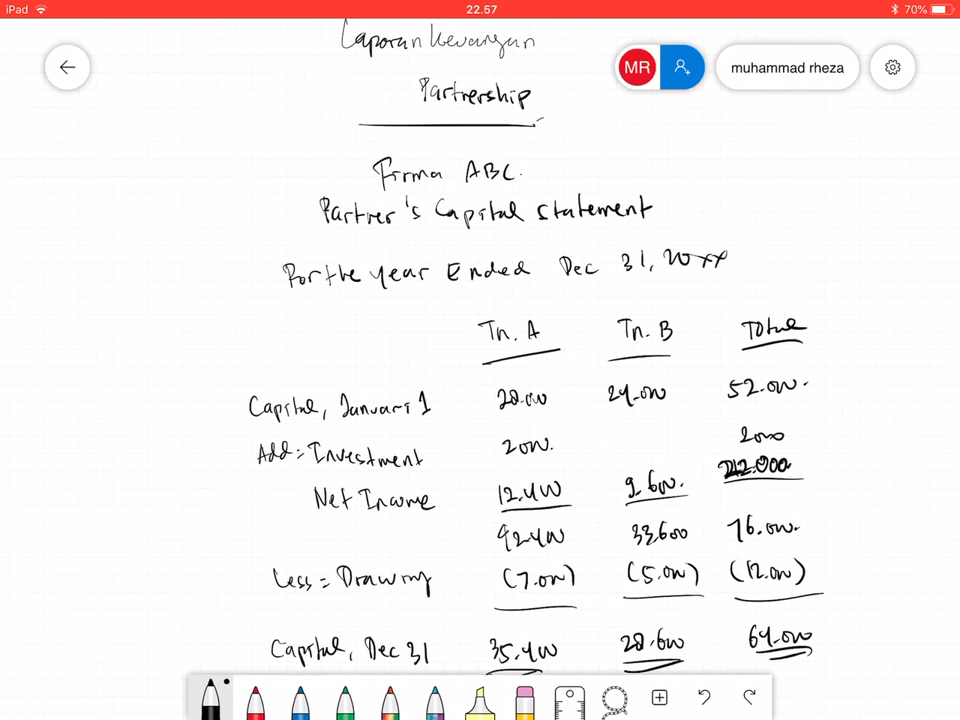 iPad 22.57 70%
Laporan Keuangan
MR muhammad rheza
Partnership
Firma ABC.
Partner's Capital Statement
For the year Ended Dec 31, 20xx
Tn. A Tn. B Total
Capital, Januari 1 28.000 24.000 52.000.
Add = Investment 2000. 2000
Net Income 12.400 9.600. 22.000
42.400 33.600 76.000.
Less = Drawing (7.000) (5.000) (12.000)
Capital, Dec 31 35.400 28.600 64.000